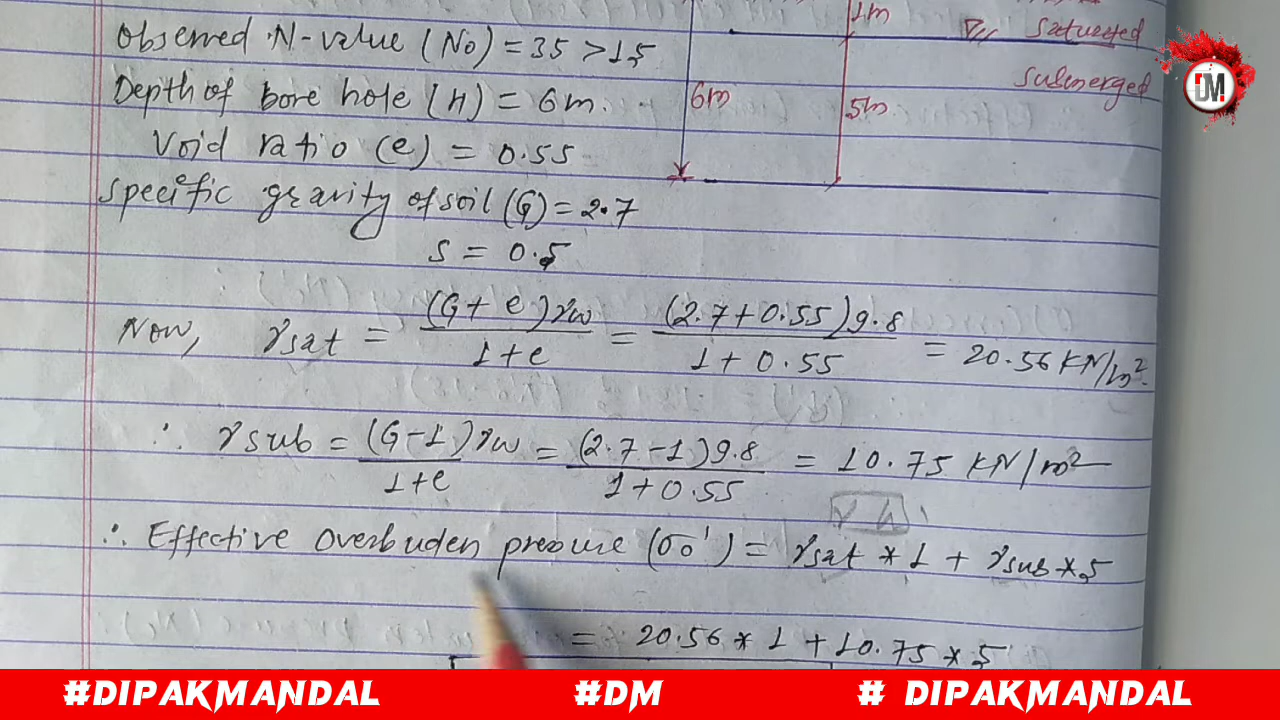 1m
Saturated
Observed N-value (No) = 35 > 15
Submerged
DM
Depth of bore hole (H) = 6m.
6m
5m
Void ratio (e) = 0.55
Specific gravity of soil (G) = 2.7
S = 0.5
Now, γsat = (G + e)γw / 1+e = (2.7+0.55)9.8 / 1+0.55 = 20.56 KN/m².
∴ γsub = (G-1)γw / 1+e = (2.7-1)9.8 / 1+0.55 = 10.75 KN/m²
γ h
∴ Effective overbuden pressure (σo') = γsat * 1 + γsub * 5
= 20.56 * 1 + 10.75 * 5
#DIPAKMANDAL #DM # DIPAKMANDAL